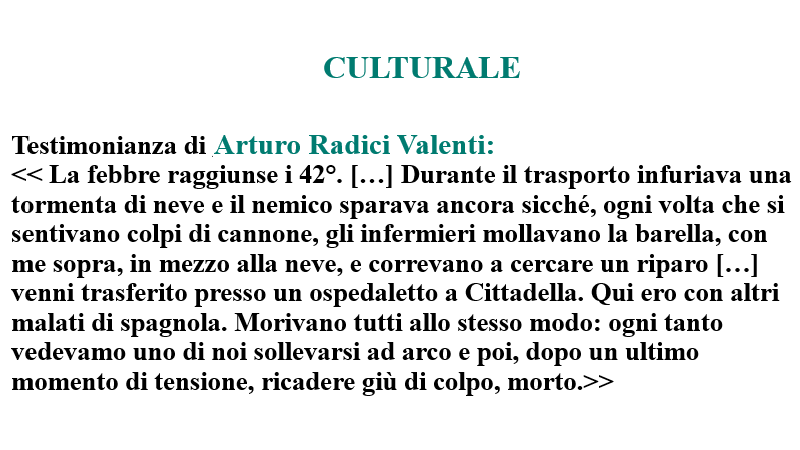 CULTURALE
Testimonianza di Arturo Radici Valenti:
<< La febbre raggiunse i 42°. […] Durante il trasporto infuriava una
tormenta di neve e il nemico sparava ancora sicché, ogni volta che si
sentivano colpi di cannone, gli infermieri mollavano la barella, con
me sopra, in mezzo alla neve, e correvano a cercare un riparo […]
venni trasferito presso un ospedaletto a Cittadella. Qui ero con altri
malati di spagnola. Morivano tutti allo stesso modo: ogni tanto
vedevamo uno di noi sollevarsi ad arco e poi, dopo un ultimo
momento di tensione, ricadere giù di colpo, morto.>>